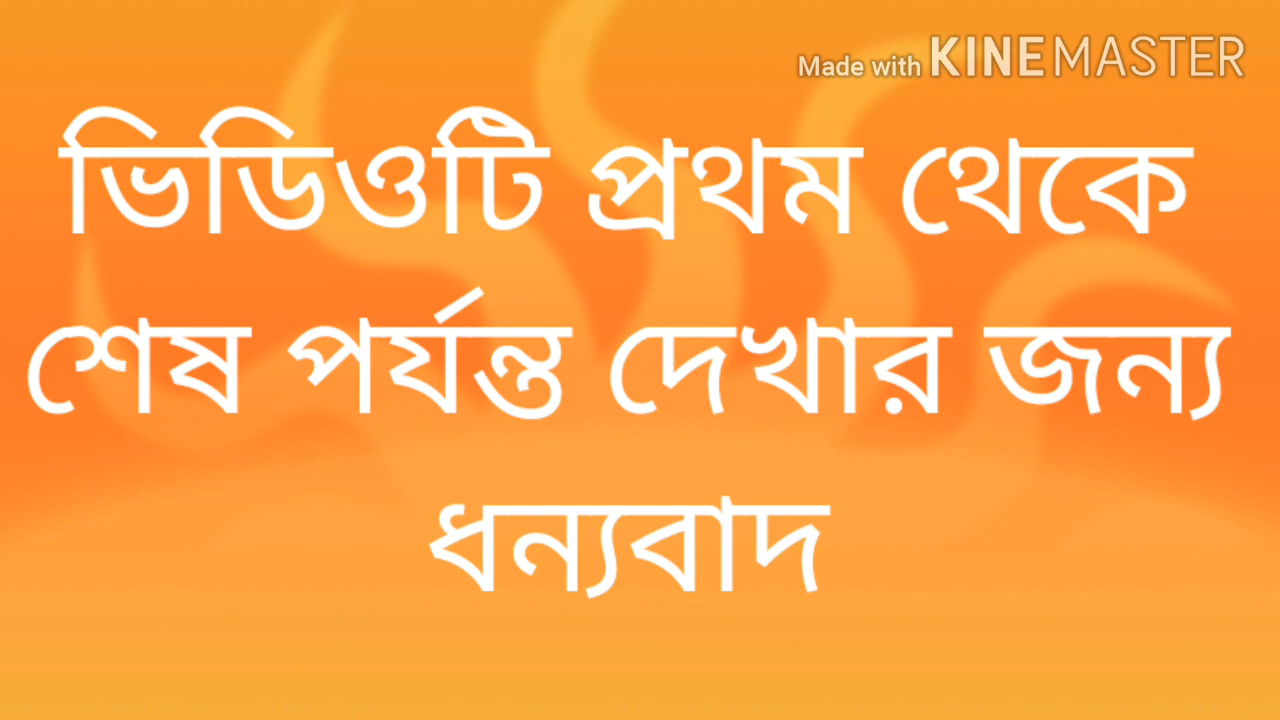 Made with KINEMASTER
ভিডিওটি প্রথম থেকে
শেষ পর্যন্ত দেখার জন্য
ধন্যবাদ